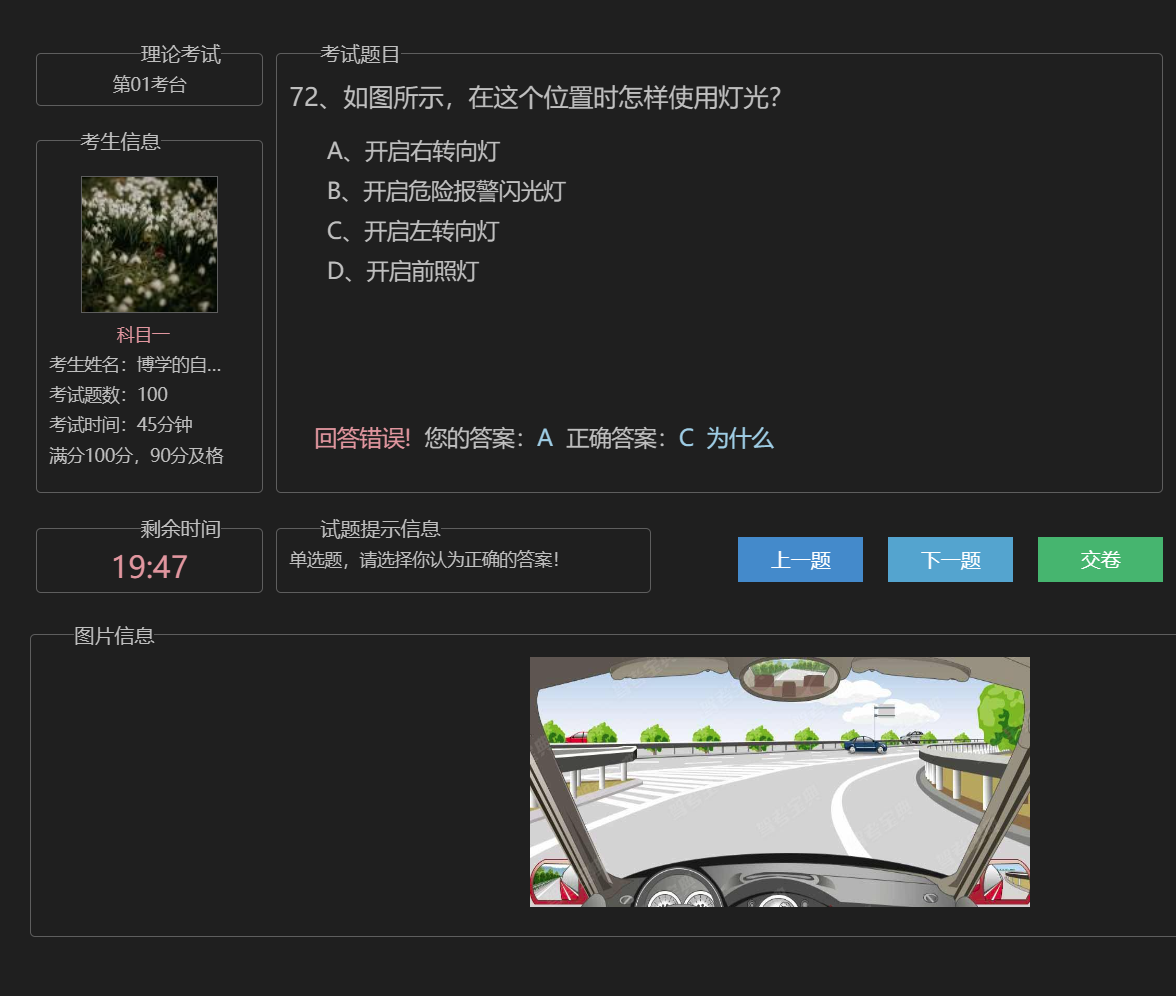 理论考试
第01考台
考生信息
科目一
考生姓名：博学的自...
考试题数：100
考试时间：45分钟
满分100分，90分及格
考试题目
72、如图所示，在这个位置时怎样使用灯光？
A、开启右转向灯
B、开启危险报警闪光灯
C、开启左转向灯
D、开启前照灯
回答错误! 您的答案：A 正确答案：C 为什么
剩余时间
19:47
试题提示信息
单选题，请选择你认为正确的答案！
上一题
下一题
交卷
图片信息